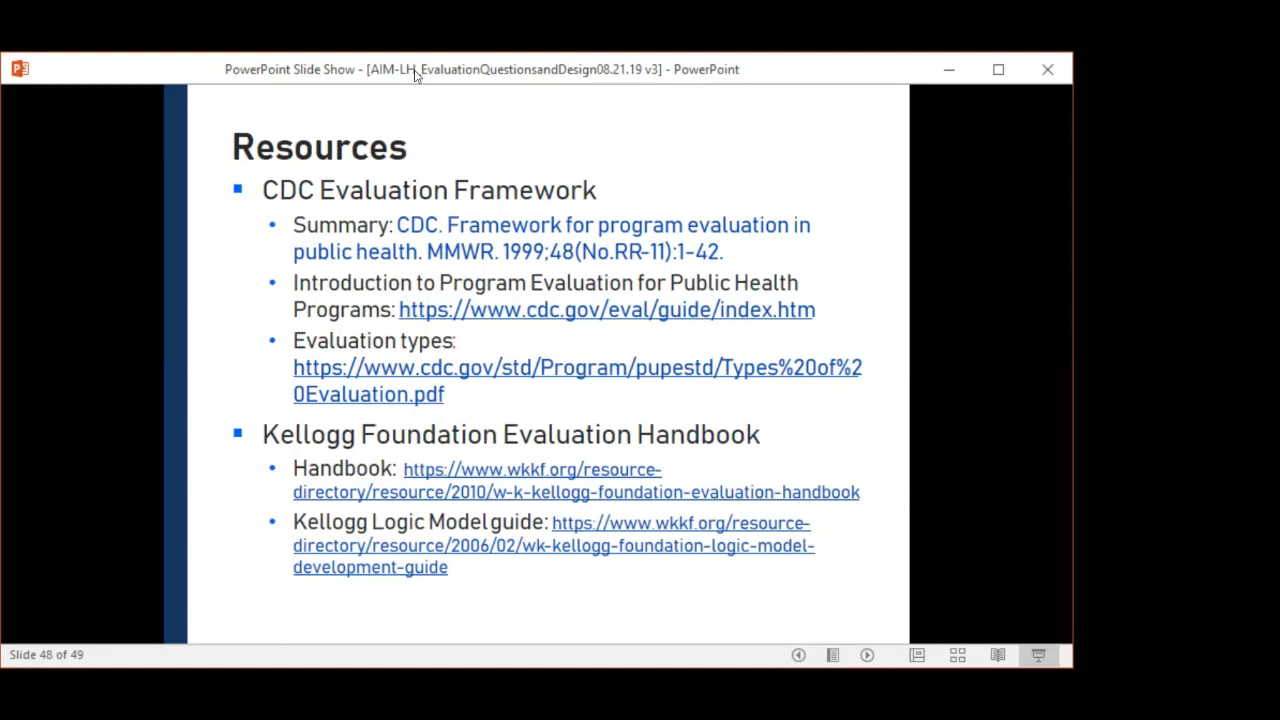 PowerPoint Slide Show - [AIM-LH_EvaluationQuestionsandDesign08.21.19 v3] - PowerPoint
Resources
CDC Evaluation Framework
Summary: CDC. Framework for program evaluation in
public health. MMWR. 1999;48(No.RR-11):1-42.
Introduction to Program Evaluation for Public Health
Programs: https://www.cdc.gov/eval/guide/index.htm
Evaluation types:
https://www.cdc.gov/std/Program/pupestd/Types%20of%2
0Evaluation.pdf
Kellogg Foundation Evaluation Handbook
Handbook: https://www.wkkf.org/resource-
directory/resource/2010/w-k-kellogg-foundation-evaluation-handbook
Kellogg Logic Model guide: https://www.wkkf.org/resource-
directory/resource/2006/02/wk-kellogg-foundation-logic-model-
development-guide
Slide 48 of 49